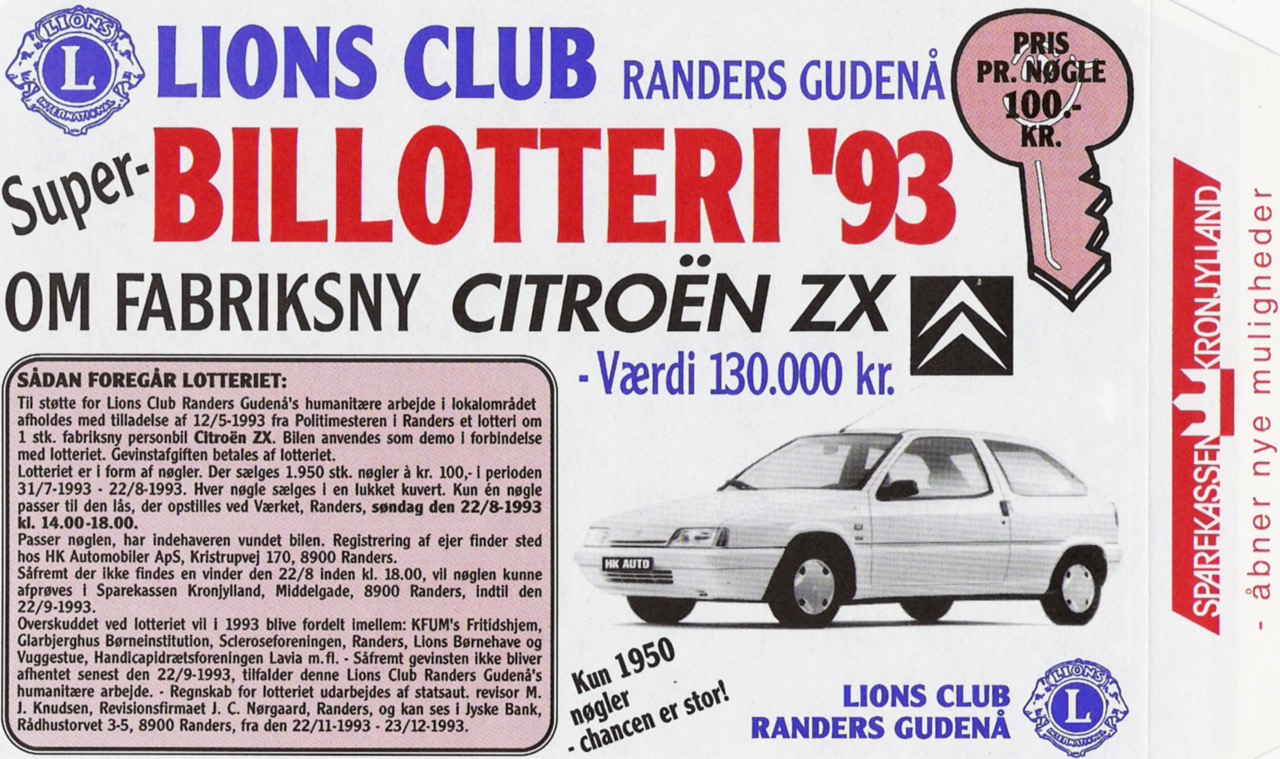 LIONS
L
INTERNATIONAL
LIONS CLUB RANDERS GUDENÅ
PRIS
PR. NØGLE
100.-
KR.
Super-BILLOTTERI '93
OM FABRIKSNY CITROËN ZX
- Værdi 130.000 kr.
SÅDAN FOREGÅR LOTTERIET:
Til støtte for Lions Club Randers Gudenå's humanitære arbejde i lokalområdet
afholdes med tilladelse af 12/5-1993 fra Politimesteren i Randers et lotteri om
1 stk. fabriksny personbil Citroën ZX. Bilen anvendes som demo i forbindelse
med lotteriet. Gevinstafgiften betales af lotteriet.
Lotteriet er i form af nøgler. Der sælges 1.950 stk. nøgler à kr. 100,- i perioden
31/7-1993 - 22/8-1993. Hver nøgle sælges i en lukket kuvert. Kun én nøgle
passer til den lås, der opstilles ved Værket, Randers, søndag den 22/8-1993
kl. 14.00-18.00.
Passer nøglen, har indehaveren vundet bilen. Registrering af ejer finder sted
hos HK Automobiler ApS, Kristrupvej 170, 8900 Randers.
Såfremt der ikke findes en vinder den 22/8 inden kl. 18.00, vil nøglen kunne
afprøves i Sparekassen Kronjylland, Middelgade, 8900 Randers, indtil den
22/9-1993.
Overskuddet ved lotteriet vil i 1993 blive fordelt imellem: KFUM's Fritidshjem,
Glarbjerghus Børneinstitution, Scleroseforeningen, Randers, Lions Børnehave og
Vuggestue, Handicapidrætsforeningen Lavia m.fl. - Såfremt gevinsten ikke bliver
afhentet senest den 22/9-1993, tilfalder denne Lions Club Randers Gudenå's
humanitære arbejde. - Regnskab for lotteriet udarbejdes af statsaut. revisor M.
J. Knudsen, Revisionsfirmaet J. C. Nørgaard, Randers, og kan ses i Jyske Bank,
Rådhustorvet 3-5, 8900 Randers, fra den 22/11-1993 - 23/12-1993.
HK AUTO
Kun 1950
nøgler
- chancen er stor!
LIONS CLUB
RANDERS GUDENÅ
LIONS
L
INTERNATIONAL
SPAREKASSEN KRONJYLLAND
- åbner nye muligheder